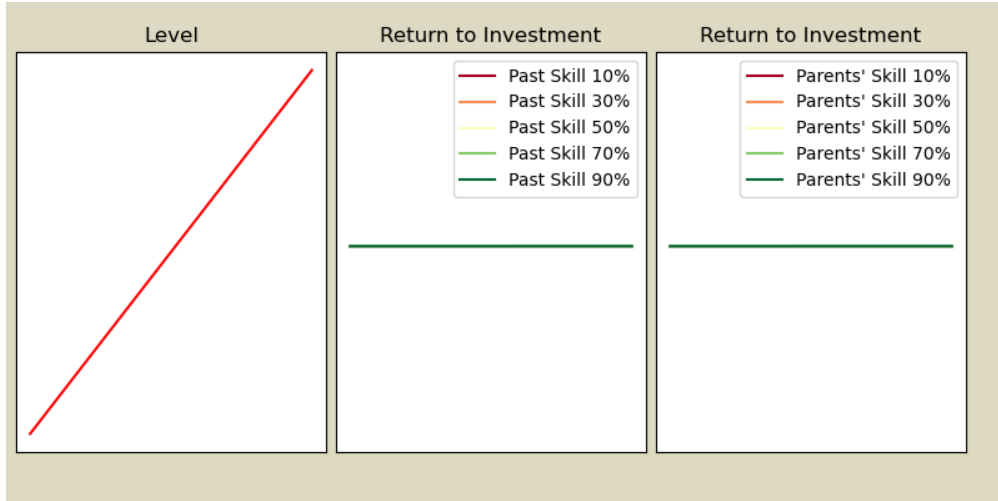 Level
Return to Investment
Past Skill 10%
Past Skill 30%
Past Skill 50%
Past Skill 70%
Past Skill 90%
Return to Investment
Parents' Skill 10%
Parents' Skill 30%
Parents' Skill 50%
Parents' Skill 70%
Parents' Skill 90%